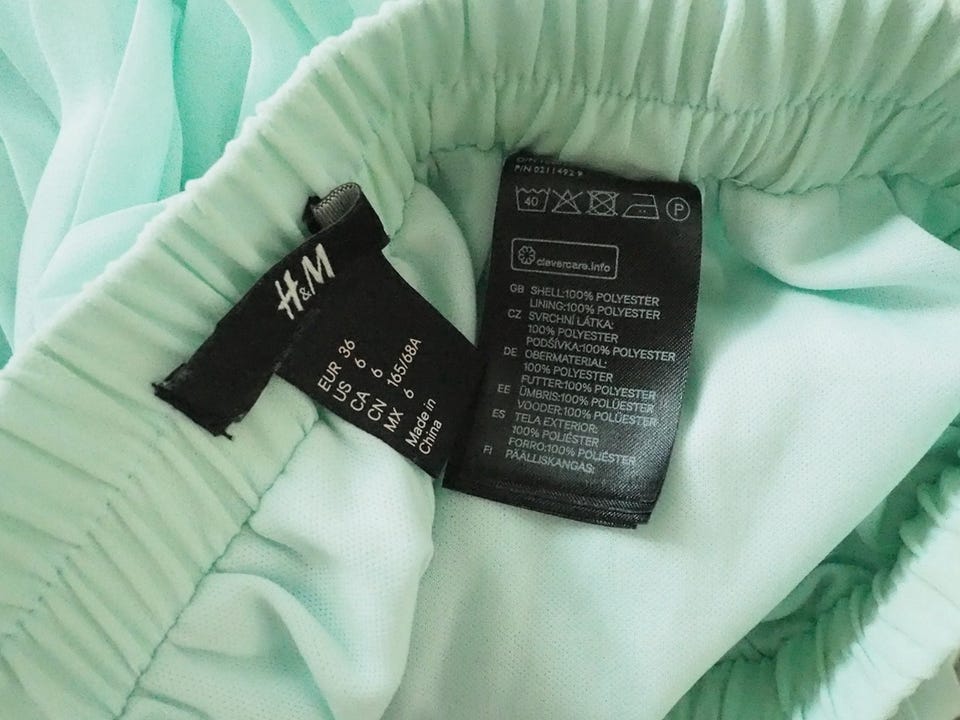 H&M
EUR 36
US 6
CA 6
CN 165/68A
MX 6
Made in
China
P/N 0211492
40
P
clevercare.info
GB SHELL:100% POLYESTER
LINING:100% POLYESTER
CZ SVRCHNÍ LÁTKA:
100% POLYESTER
PODŠÍVKA:100% POLYESTER
DE OBERMATERIAL:
100% POLYESTER
FUTTER:100% POLYESTER
EE ÜMBRIS:100% POLÜESTER
VOODER:100% POLÜESTER
ES TELA EXTERIOR:
100% POLIÉSTER
FORRO:100% POLIÉSTER
FI PÄÄLLISKANGAS: